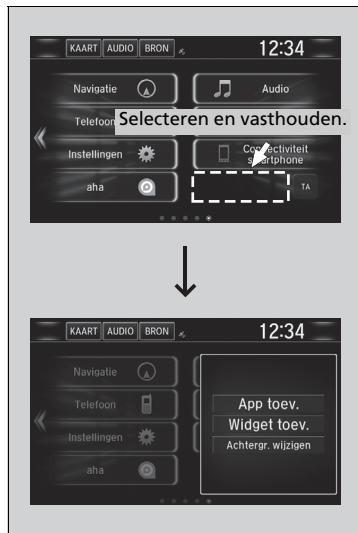 KAART AUDIO BRON 12:34
Navigatie Audio
Telefoon
Selecteren en vasthouden.
Instellingen Connectiviteit
smartphone
aha TA
KAART AUDIO BRON 12:34
Navigatie
Telefoon
Instellingen
aha
App toev.
Widget toev.
Achtergr. wijzigen